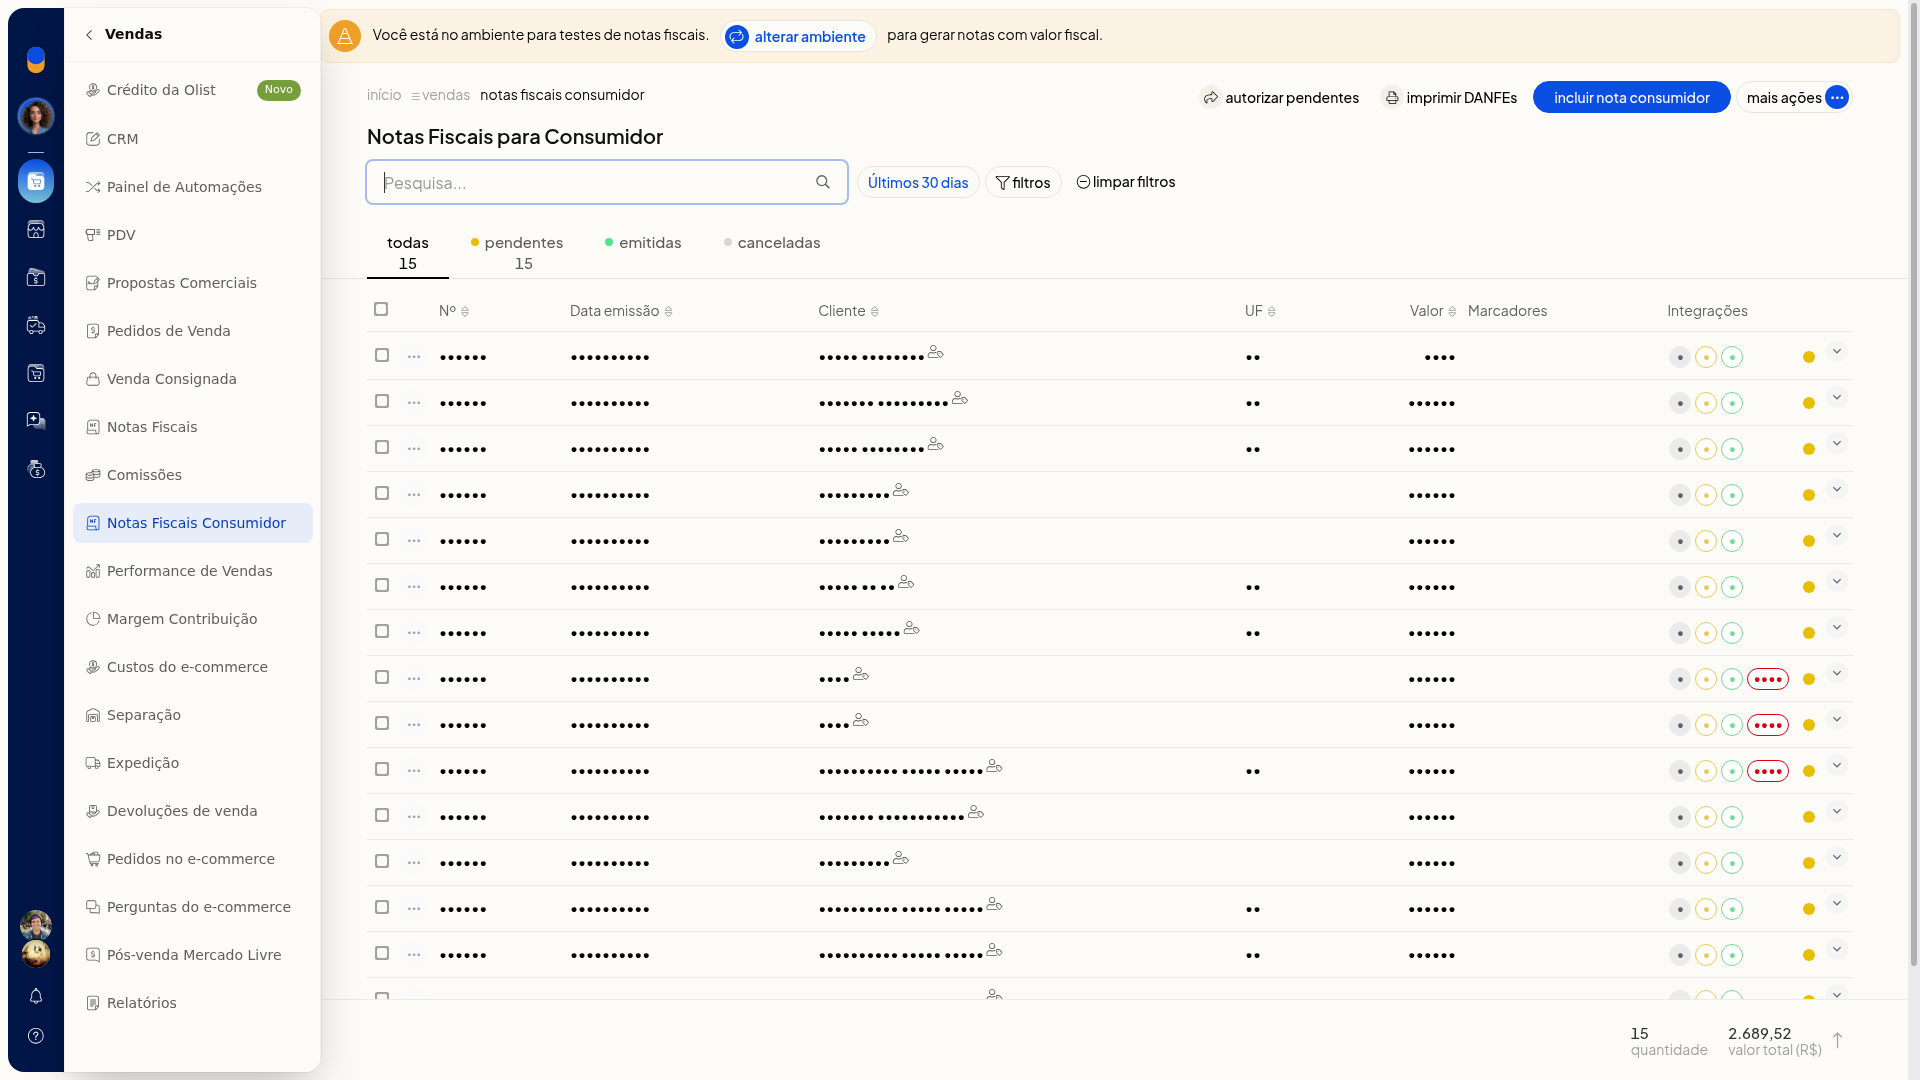 Vendas
Crédito da Olist
Novo
CRM
Painel de Automações
PDV
Propostas Comerciais
Pedidos de Venda
Venda Consignada
Notas Fiscais
Comissões
Notas Fiscais Consumidor
Performance de Vendas
Margem Contribuição
Custos do e-commerce
Separação
Expedição
Devoluções de venda
Pedidos no e-commerce
Perguntas do e-commerce
Pós-venda Mercado Livre
Relatórios
Você está no ambiente para testes de notas fiscais. alterar ambiente para gerar notas com valor fiscal.
início vendas notas fiscais consumidor
autorizar pendentes imprimir DANFEs incluir nota consumidor mais ações
Notas Fiscais para Consumidor
Pesquisa... Últimos 30 dias filtros limpar filtros
todas pendentes emitidas canceladas
15 15
Nº Data emissão Cliente UF Valor Marcadores Integrações
15 2.689,52
quantidade valor total (R$)